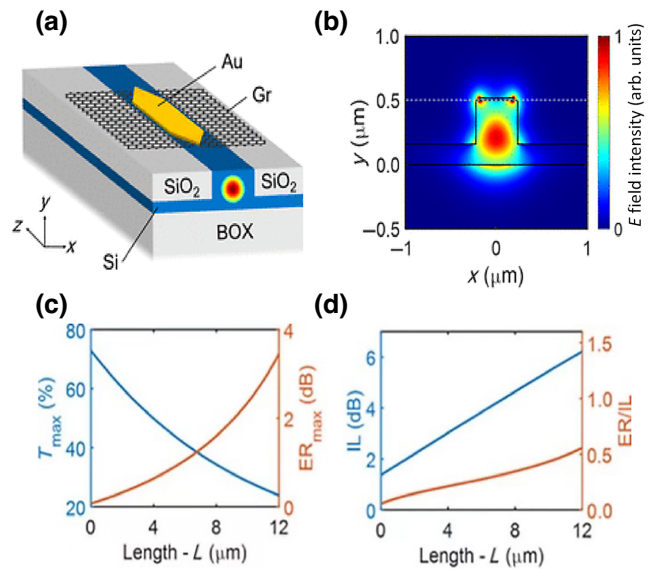 (a)
Au
Gr
SiO2
SiO2
BOX
Si
y
z
x
(b)
1.0
0.5
0.0
−0.5
y (μm)
−1
0
1
x (μm)
1
0
E field intensity (arb. units)
(c)
80
60
40
20
Tmax (%)
4
2
0
ERmax (dB)
0
4
8
12
Length - L (μm)
(d)
6
4
2
0
IL (dB)
1.5
1.0
0.5
0.0
ER/IL
0
4
8
12
Length - L (μm)